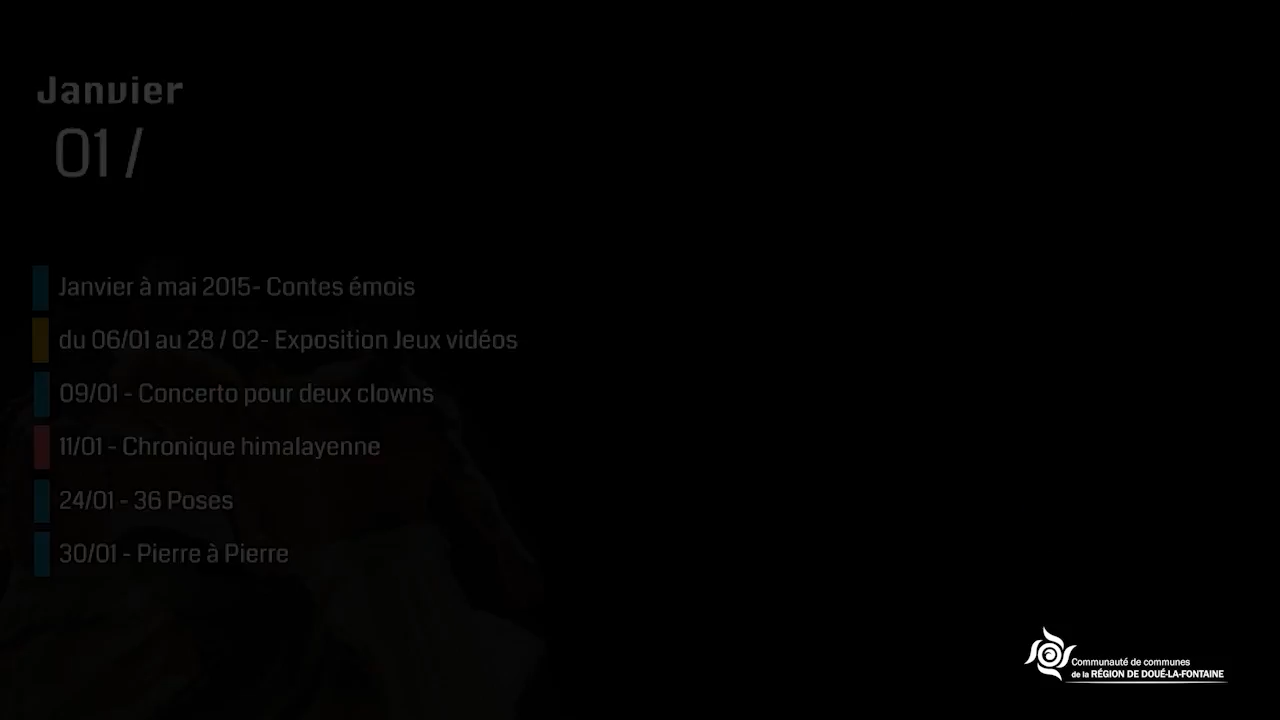 Janvier
01 /
Janvier à mai 2015- Contes émois
du 06/01 au 28 / 02- Exposition Jeux vidéos
09/01 - Concerto pour deux clowns
11/01 - Chronique himalayenne
24/01 - 36 Poses
30/01 - Pierre à Pierre
Communauté de communes
de la RÉGION DE DOUÉ-LA-FONTAINE